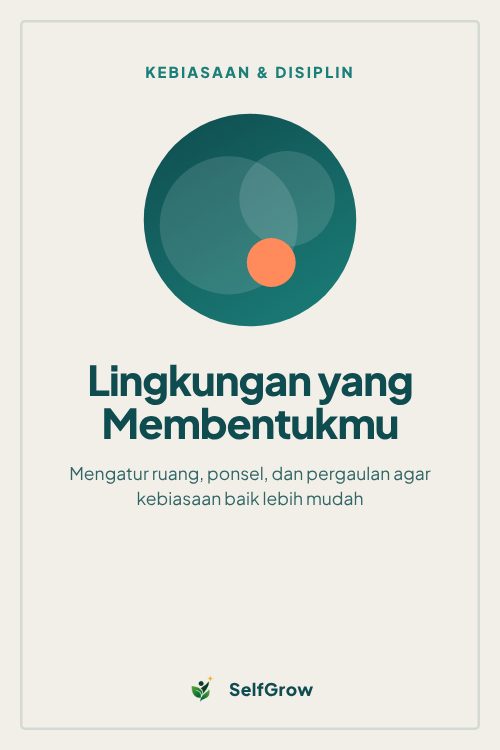 KEBIASAAN & DISIPLIN
Lingkungan yang
Membentukmu
Mengatur ruang, ponsel, dan pergaulan agar
kebiasaan baik lebih mudah
SelfGrow